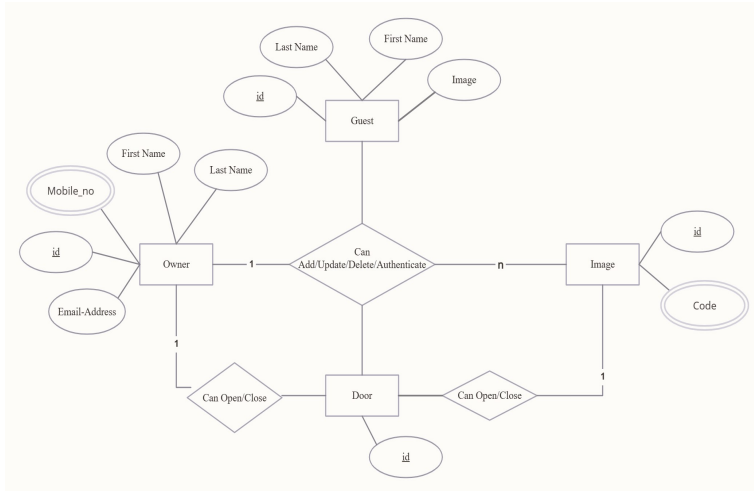 First Name
Last Name
Image
id
Guest
First Name
Last Name
Mobile_no
id
Email-Address
Owner
1
Can
Add/Update/Delete/Authenticate
n
Image
id
Code
1
1
Can Open/Close
Door
Can Open/Close
id